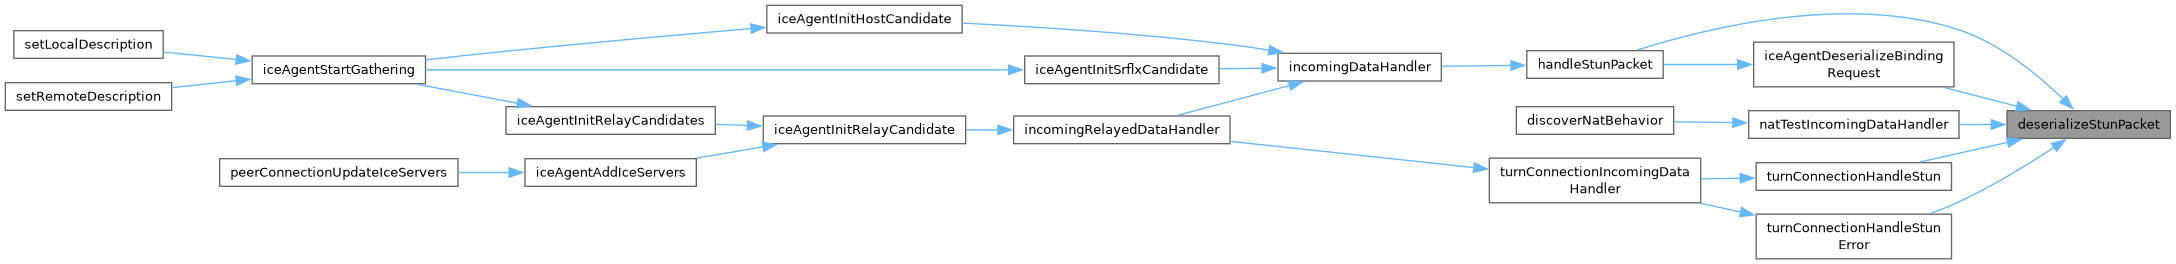 iceAgentInitHostCandidate
setLocalDescription
iceAgentStartGathering
setRemoteDescription
iceAgentInitSrflxCandidate
incomingDataHandler
handleStunPacket
iceAgentDeserializeBinding
Request
iceAgentInitRelayCandidates
iceAgentInitRelayCandidate
incomingRelayedDataHandler
discoverNatBehavior
natTestIncomingDataHandler
deserializeStunPacket
peerConnectionUpdateIceServers
iceAgentAddIceServers
turnConnectionIncomingData
Handler
turnConnectionHandleStun
turnConnectionHandleStun
Error